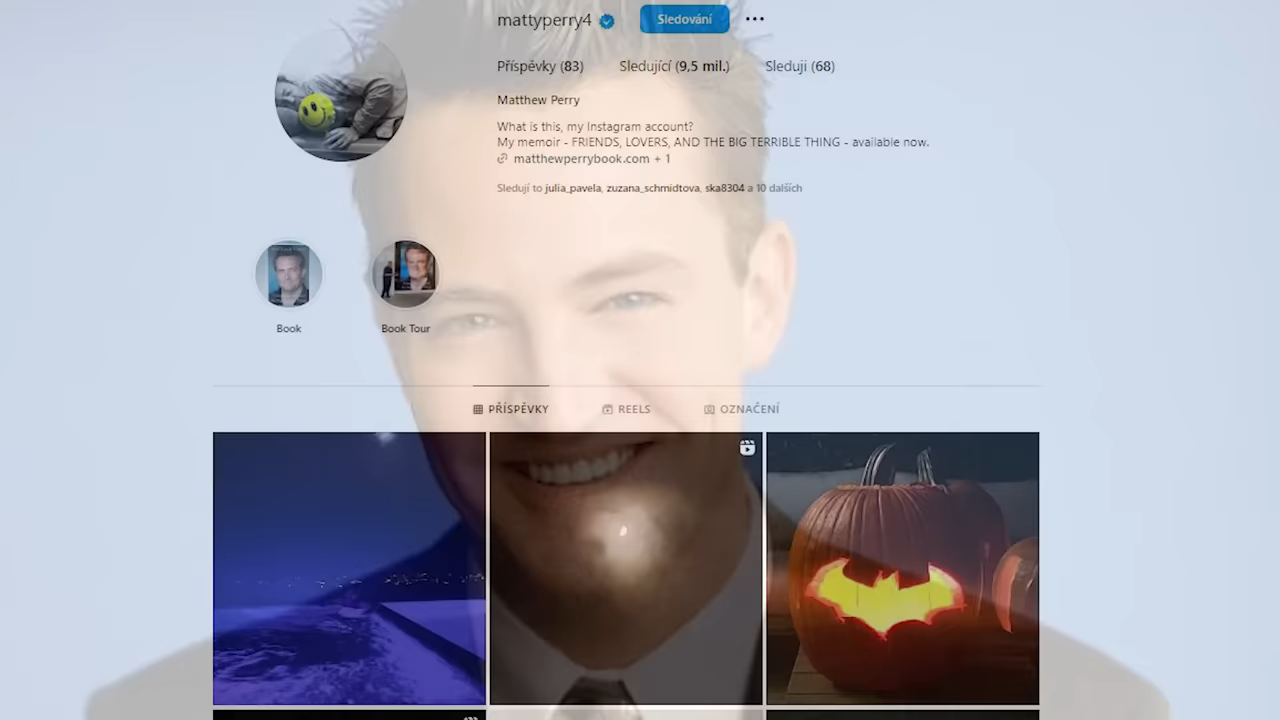 mattyperry4 Sledování
Příspěvky (83) Sledující (9,5 mil.) Sleduji (68)
Matthew Perry
What is this, my Instagram account?
My memoir - FRIENDS, LOVERS, AND THE BIG TERRIBLE THING - available now.
matthewperrybook.com + 1
Sledují to julia_pavela, zuzana_schmidtova, ska8304 a 10 dalších
Book Book Tour
PŘÍSPĚVKY REELS OZNAČENÍ